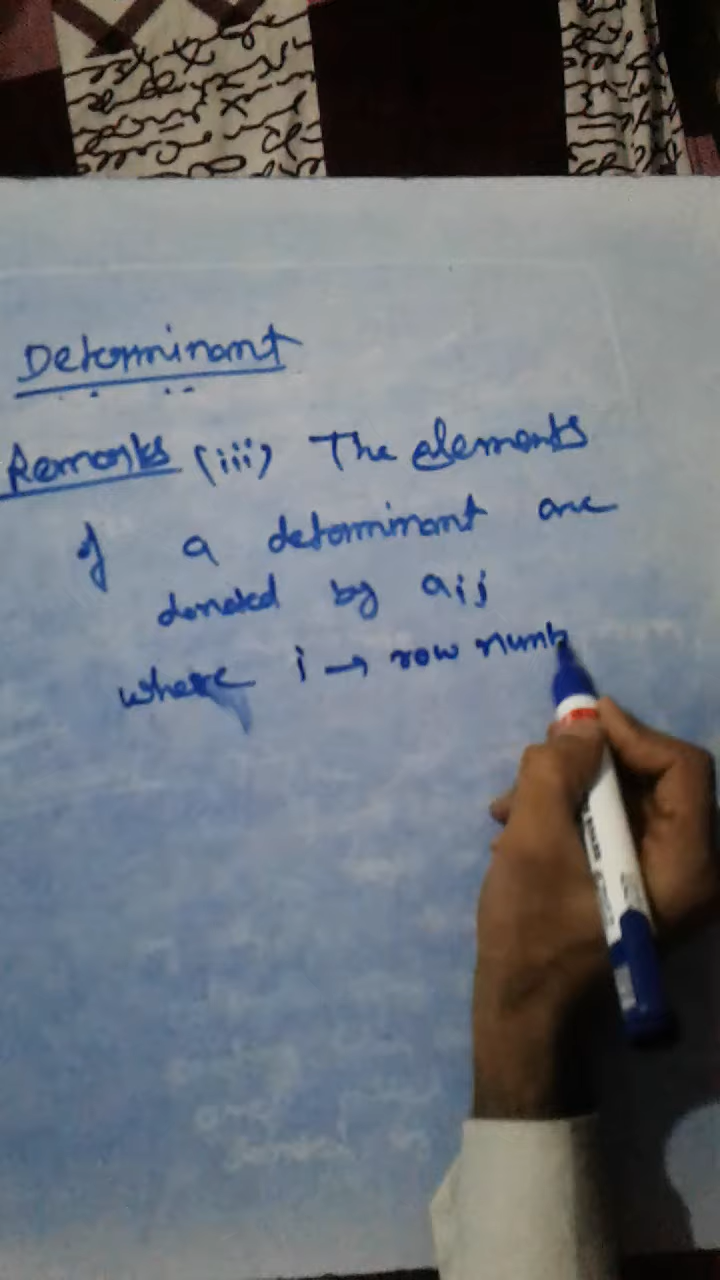 Determinant
Remarks (iii) The elements
of a determinant are
denoted by aij
where i → row numb